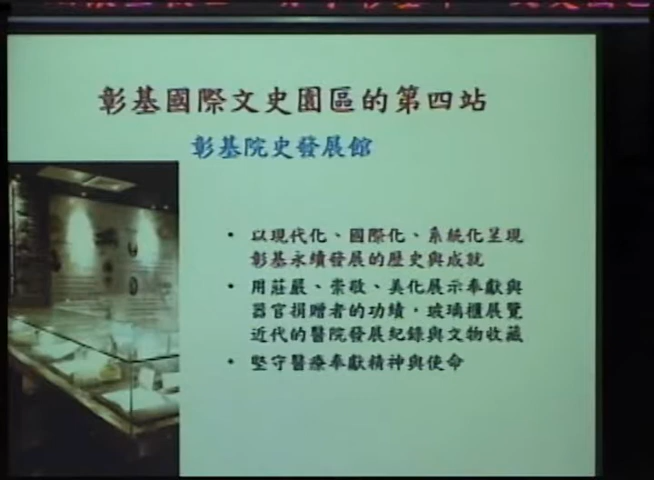 彰基國際文史園區的第四站
彰基院史發展館
• 以現代化、國際化、系統化呈現
彰基永續發展的歷史與成就
• 用莊嚴、崇敬、美化展示奉獻與
器官捐贈者的功績，玻璃櫃展覽
近代的醫院發展紀錄與文物收藏
• 堅守醫療奉獻精神與使命